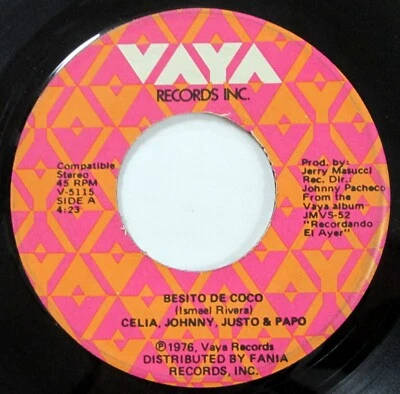 VAYA
RECORDS INC.
Compatible
Stereo
45 RPM
V-5115
SIDE A
4:23
Prod. by:
Jerry Masucci
Rec. Dir.:
Johnny Pacheco
From the
Vaya album
JMVS-52
"Recordando
El Ayer"
BESITO DE COCO
(Ismael Rivera)
CELIA, JOHNNY, JUSTO & PAPO
Ⓟ1976, Vaya Records
DISTRIBUTED BY FANIA
RECORDS, INC.